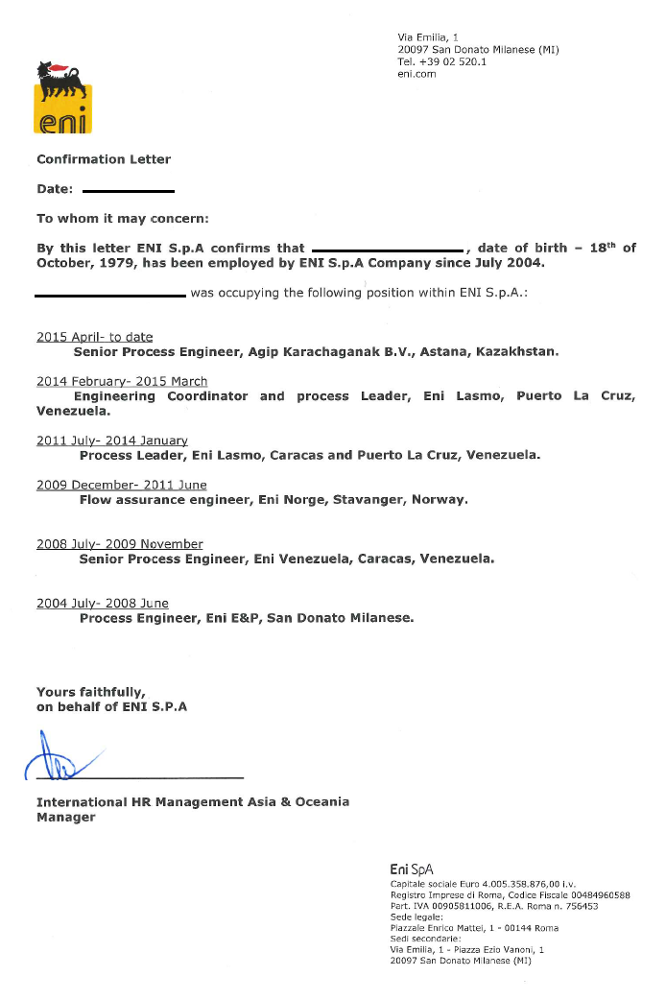 Via Emilia, 1
20097 San Donato Milanese (MI)
Tel. +39 02 520.1
eni.com
eni
Confirmation Letter
Date:
To whom it may concern:
By this letter ENI S.p.A confirms that , date of birth – 18th of
October, 1979, has been employed by ENI S.p.A Company since July 2004.
was occupying the following position within ENI S.p.A.:
2015 April- to date
Senior Process Engineer, Agip Karachaganak B.V., Astana, Kazakhstan.
2014 February- 2015 March
Engineering Coordinator and process Leader, Eni Lasmo, Puerto La Cruz,
Venezuela.
2011 July- 2014 January
Process Leader, Eni Lasmo, Caracas and Puerto La Cruz, Venezuela.
2009 December- 2011 June
Flow assurance engineer, Eni Norge, Stavanger, Norway.
2008 July- 2009 November
Senior Process Engineer, Eni Venezuela, Caracas, Venezuela.
2004 July- 2008 June
Process Engineer, Eni E&P, San Donato Milanese.
Yours faithfully,
on behalf of ENI S.P.A
International HR Management Asia & Oceania
Manager
Eni SpA
Capitale sociale Euro 4.005.358.876,00 i.v.
Registro Imprese di Roma, Codice Fiscale 00484960588
Part. IVA 00905811006, R.E.A. Roma n. 756453
Sede legale:
Piazzale Enrico Mattei, 1 - 00144 Roma
Sedi secondarie:
Via Emilia, 1 - Piazza Ezio Vanoni, 1
20097 San Donato Milanese (MI)